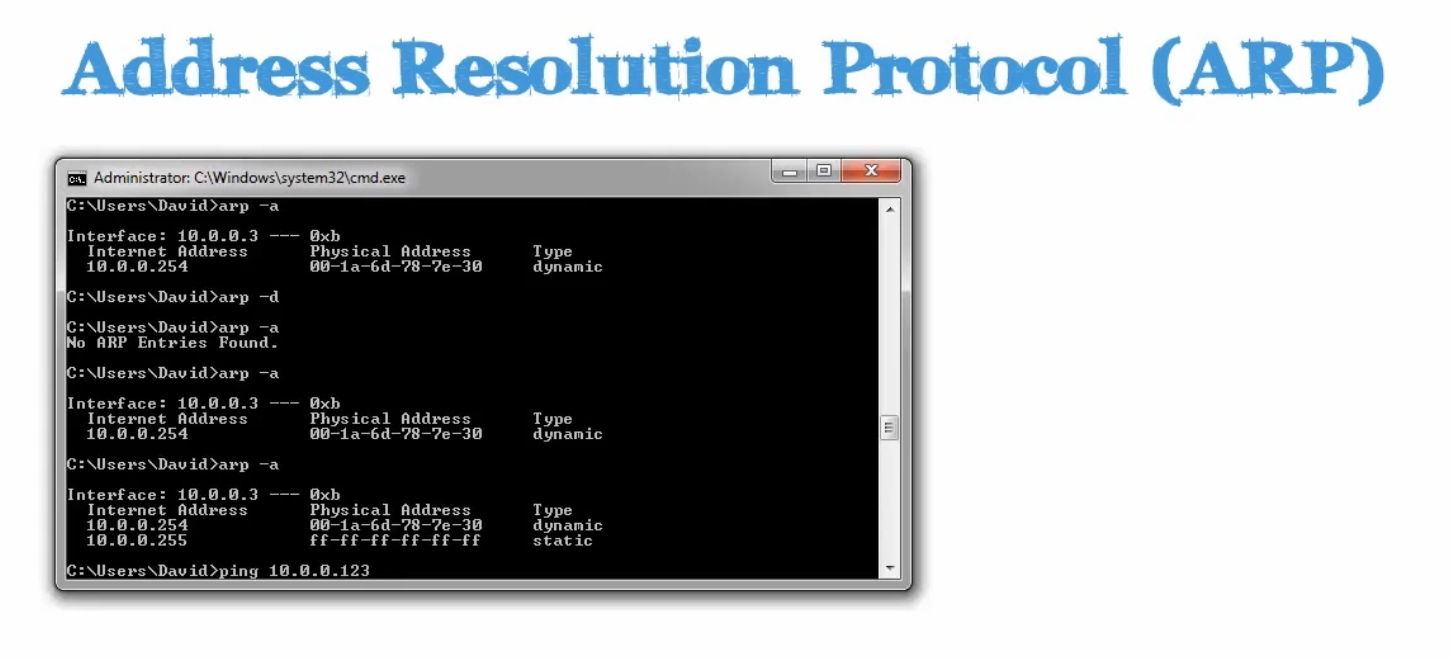 Address Resolution Protocol (ARP)
Administrator: C:\Windows\system32\cmd.exe
C:\Users\David>arp -a
Interface: 10.0.0.3 --- 0xb
Internet Address Physical Address Type
10.0.0.254 00-1a-6d-78-7e-30 dynamic
C:\Users\David>arp -d
C:\Users\David>arp -a
No ARP Entries Found.
C:\Users\David>arp -a
Interface: 10.0.0.3 --- 0xb
Internet Address Physical Address Type
10.0.0.254 00-1a-6d-78-7e-30 dynamic
C:\Users\David>arp -a
Interface: 10.0.0.3 --- 0xb
Internet Address Physical Address Type
10.0.0.254 00-1a-6d-78-7e-30 dynamic
10.0.0.255 ff-ff-ff-ff-ff-ff static
C:\Users\David>ping 10.0.0.123